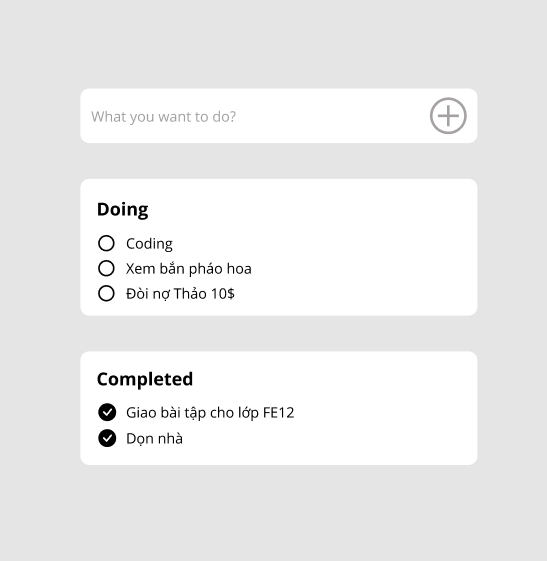 What you want to do?
Doing
Coding
Xem bắn pháo hoa
Đòi nợ Thảo 10$
Completed
Giao bài tập cho lớp FE12
Dọn nhà